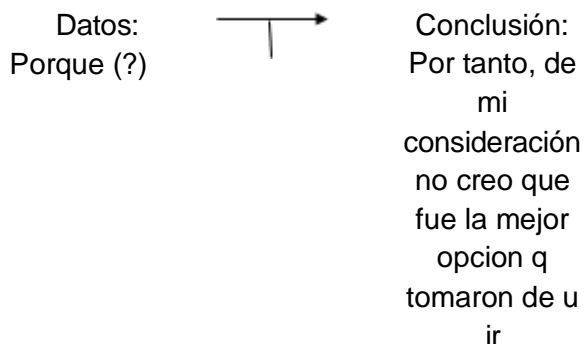 Datos:
Porque (?)
Conclusión:
Por tanto, de
mi
consideración
no creo que
fue la mejor
opcion q
tomaron de u
ir